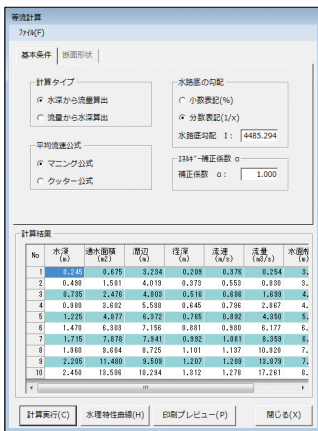 等流計算
ファイル(F)
基本条件 断面形状
計算タイプ
水深から流量算出
流量から水深算出
平均流速公式
マニング公式
クッター公式
水路底の勾配
小数表記(%)
分数表記(1/x)
水路底勾配 I： 4485.294
ｴﾈﾙｷﾞｰ補正係数 α
補正係数 α： 1.000
計算結果
No 水深(m) 通水面積(m2) 潤辺(m) 径深(m) 流速(m/s) 流量(m3/s) 水面幅
1 0.245 0.675 3.234 0.209 0.376 0.254 3.
2 0.490 1.501 4.019 0.373 0.553 0.830 3.
3 0.735 2.476 4.803 0.516 0.686 1.699 4.
4 0.980 3.602 5.588 0.645 0.796 2.867 4.
5 1.225 4.877 6.372 0.765 0.892 4.350 5.
6 1.470 6.303 7.156 0.881 0.980 6.177 6.
7 1.715 7.878 7.941 0.992 1.061 8.359 6.
8 1.960 9.604 8.725 1.101 1.137 10.920 7.
9 2.205 11.480 9.509 1.207 1.209 13.879 7.
10 2.450 13.506 10.294 1.312 1.278 17.261 8.
計算実行(C) 水理特性曲線(H) 印刷プレビュー(P) 閉じる(X)